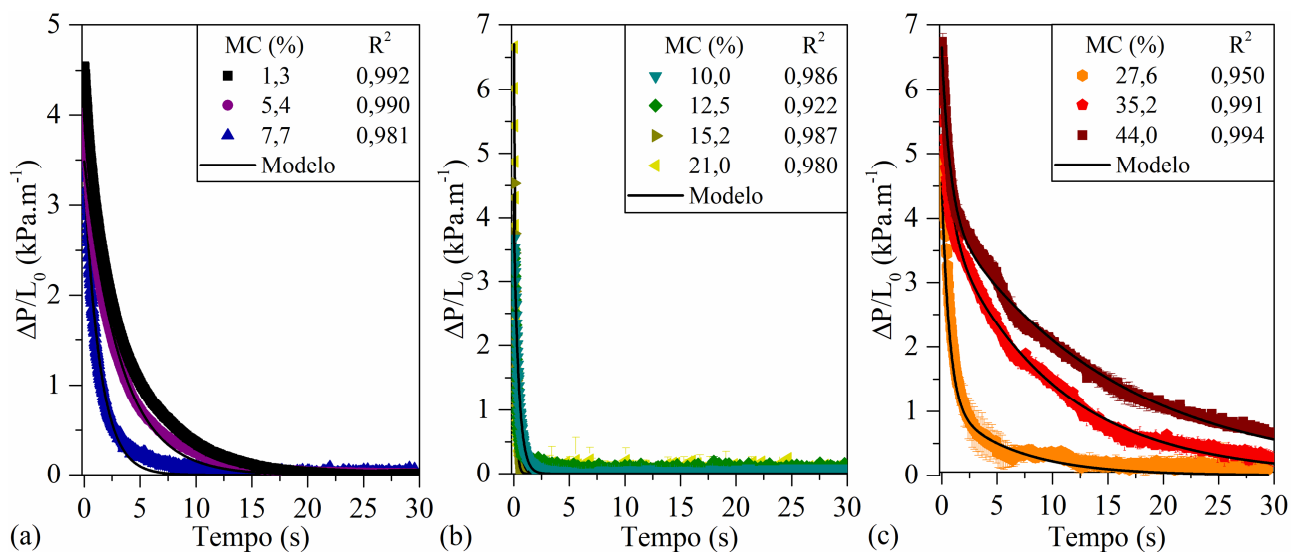 5
4
3
2
1
0
ΔP/L0 (kPa.m-1)
MC (%) R2
1,3 0,992
5,4 0,990
7,7 0,981
Modelo
0 5 10 15 20 25 30
Tempo (s)
(a)
7
6
5
4
3
2
1
0
ΔP/L0 (kPa.m-1)
MC (%) R2
10,0 0,986
12,5 0,922
15,2 0,987
21,0 0,980
Modelo
0 5 10 15 20 25 30
Tempo (s)
(b)
7
6
5
4
3
2
1
0
ΔP/L0 (kPa.m-1)
MC (%) R2
27,6 0,950
35,2 0,991
44,0 0,994
Modelo
0 5 10 15 20 25 30
Tempo (s)
(c)